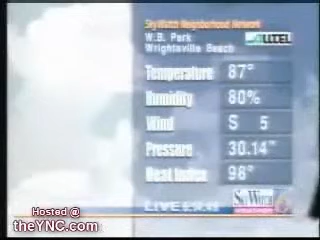 SkyWatch Neighborhood Network
W.B. Park
Wrightsville Beach
Temperature 87°
Humidity 80%
Wind S 5
Pressure 30.14"
Heat Index 98°
LIVE
Hosted @
theYNC.com